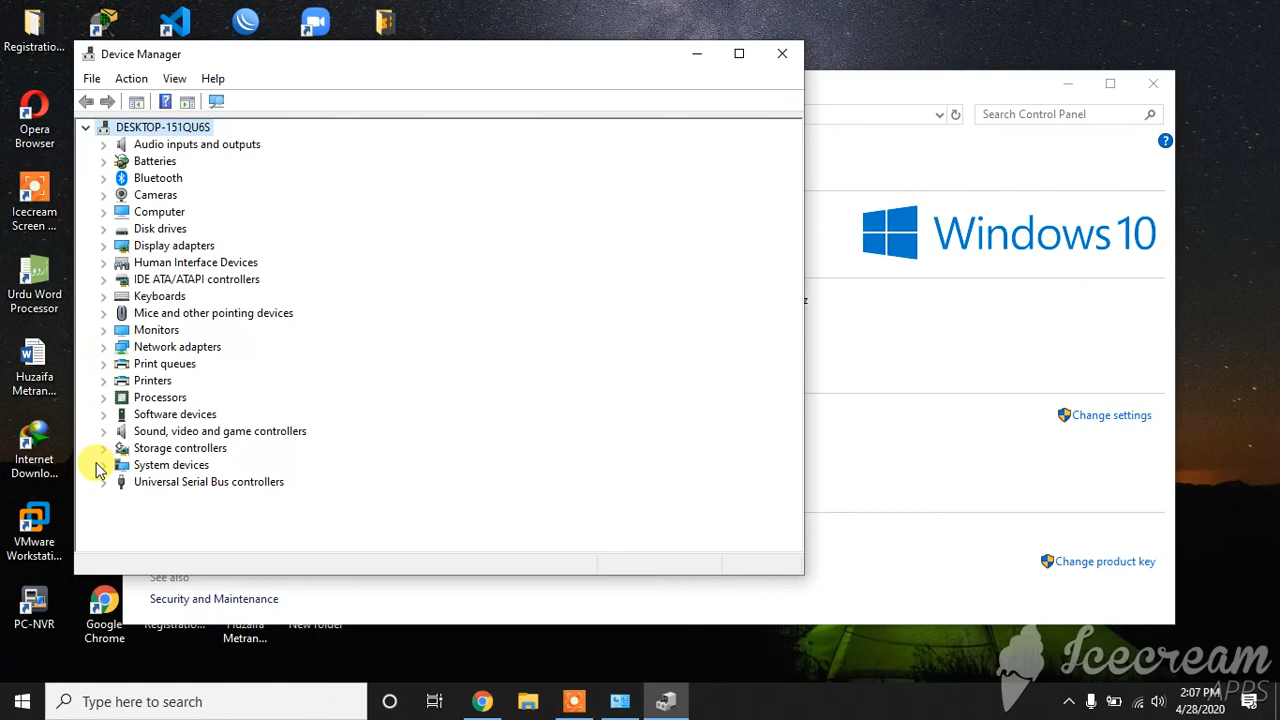 Registratio...
Device Manager
File Action View Help
DESKTOP-151QU6S
Audio inputs and outputs
Batteries
Bluetooth
Cameras
Computer
Disk drives
Display adapters
Human Interface Devices
IDE ATA/ATAPI controllers
Keyboards
Mice and other pointing devices
Monitors
Network adapters
Print queues
Printers
Processors
Software devices
Sound, video and game controllers
Storage controllers
System devices
Universal Serial Bus controllers
Search Control Panel
Windows 10
z
Change settings
Change product key
See also
Security and Maintenance
Opera
Browser
Icecream
Screen ...
Urdu Word
Processor
Huzaifa
Metran...
Internet
Downlo...
VMware
Workstati...
PC-NVR
Google
Chrome
Registratio...
Huzaifa
Metran...
New folder
Icecream
APPS
Type here to search
2:07 PM
4/28/2020